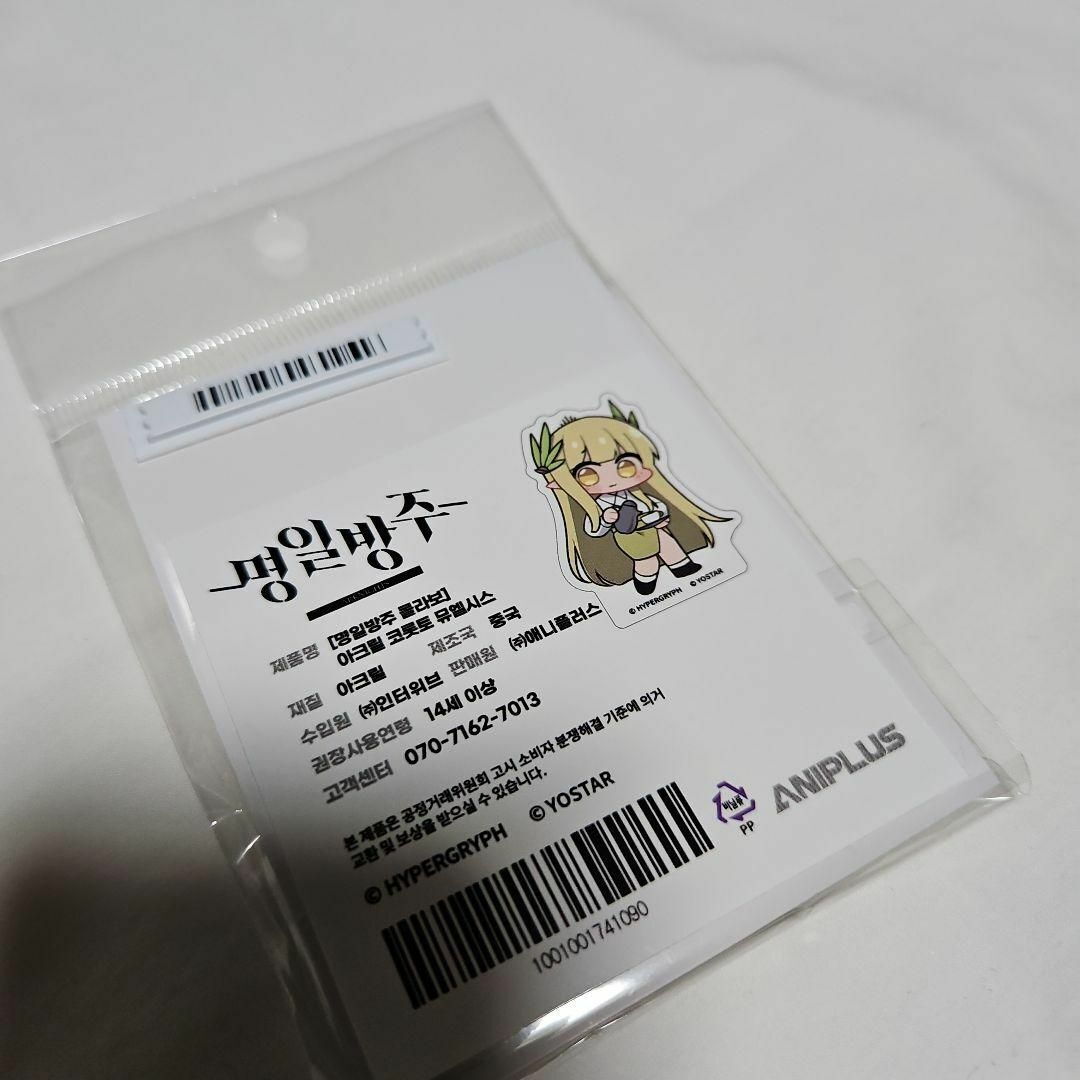 명일방주
© HYPERGRYPH © YOSTAR
제품명 [명일방주 콜라보]
아크릴 코롯토 뮤엘시스
재질 아크릴 제조국 중국
수입원 ㈜인터위브 판매원 ㈜애니플러스
권장사용연령 14세 이상
고객센터 070-7162-7013
본 제품은 공정거래위원회 고시 소비자 분쟁해결 기준에 의거
교환 및 보상을 받으실 수 있습니다.
© HYPERGRYPH © YOSTAR
비닐류
PP
ANIPLUS
1001001741090